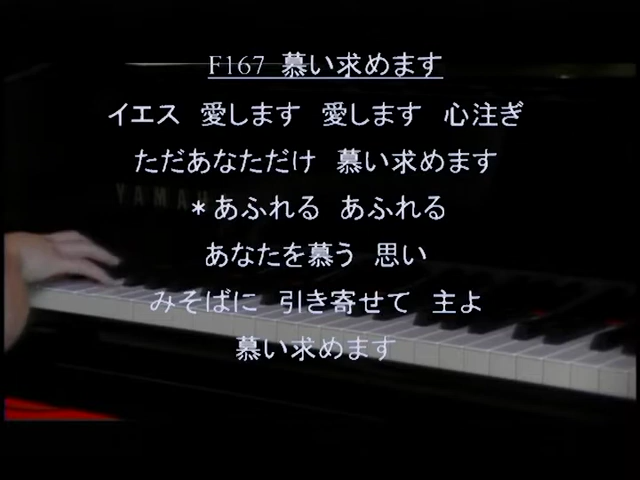 F167 慕い求めます
イエス 愛します 愛します 心注ぎ
ただあなただけ 慕い求めます
YAMAHA
*あふれる あふれる
あなたを慕う 思い
みそばに 引き寄せて 主よ
慕い求めます